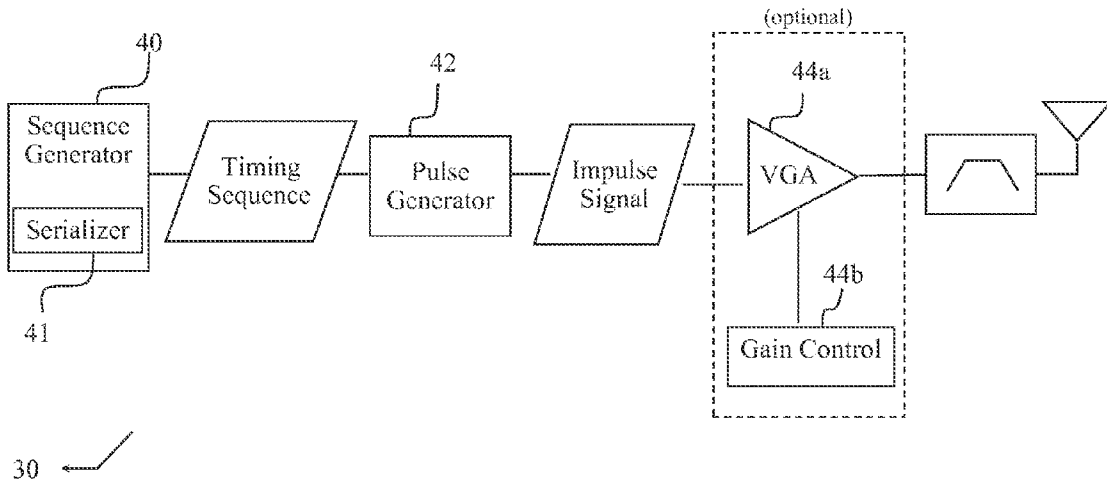 (optional)
40
42
44a
Sequence
Generator
Timing
Sequence
Pulse
Generator
Impulse
Signal
VGA
Serializer
41
44b
Gain Control
30